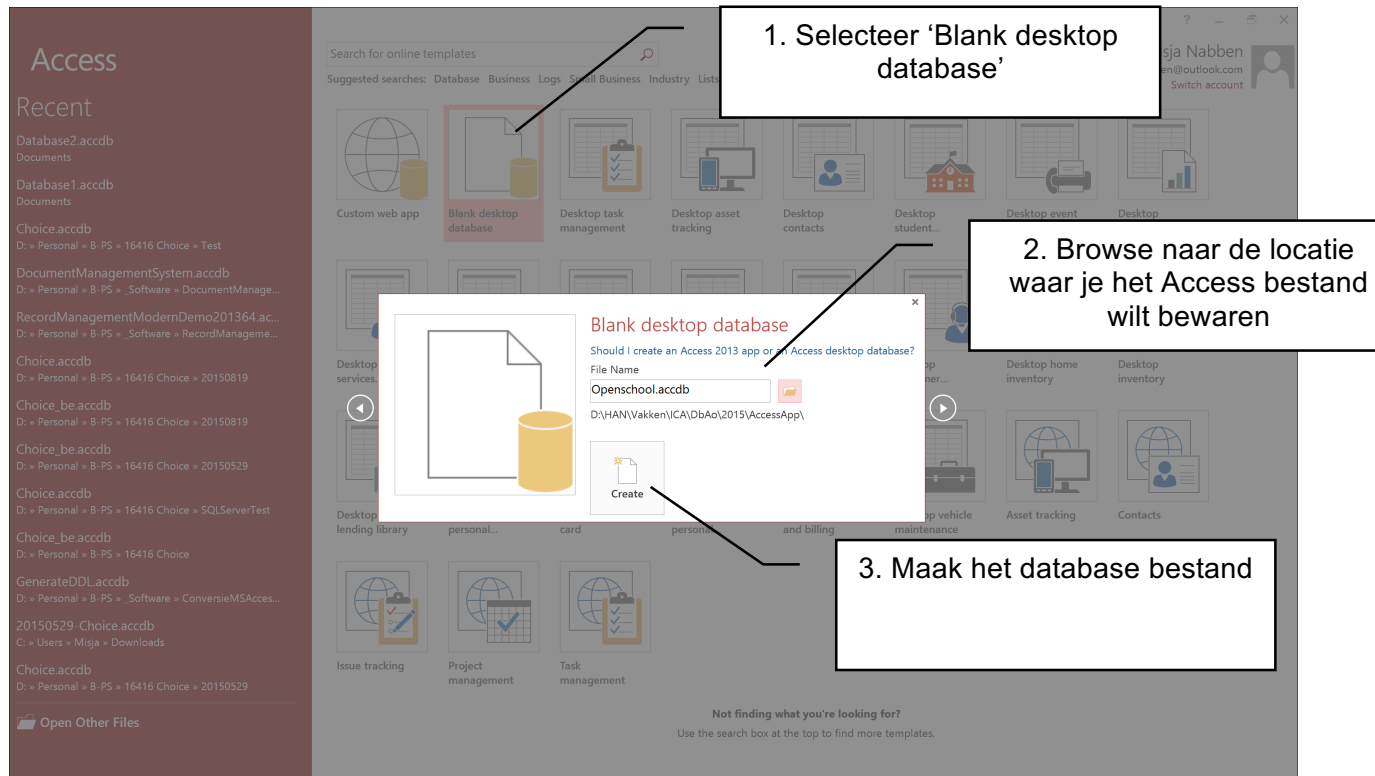 Access
Recent
Database2.accdb
Documents
Database1.accdb
Documents
Choice.accdb
D: » Personal » B-PS » 16416 Choice » Test
DocumentManagementSystem.accdb
D: » Personal » B-PS » _Software » DocumentManage...
RecordManagementModernDemo201364.ac...
D: » Personal » B-PS » _Software » RecordManageme...
Choice.accdb
D: » Personal » B-PS » 16416 Choice » 20150819
Choice_be.accdb
D: » Personal » B-PS » 16416 Choice » 20150819
Choice_be.accdb
D: » Personal » B-PS » 16416 Choice » 20150529
Choice.accdb
D: » Personal » B-PS » 16416 Choice » SQLServerTest
Choice_be.accdb
D: » Personal » B-PS » 16416 Choice
GenerateDDL.accdb
D: » Personal » B-PS » _Software » ConversieMSAcces...
20150529-Choice.accdb
C: » Users » Misja » Downloads
Choice.accdb
D: » Personal » B-PS » 16416 Choice » 20150529
Open Other Files
Search for online templates
Suggested searches: Database Business Logs Small Business Industry Lists
sja Nabben
en@outlook.com
Switch account
1. Selecteer ‘Blank desktop
database’
Custom web app
Blank desktop
database
Desktop task
management
Desktop asset
tracking
Desktop
contacts
Desktop
student...
Desktop event
Desktop
2. Browse naar de locatie
waar je het Access bestand
wilt bewaren
Desktop
services.
Desktop home
inventory
Desktop
inventory
Blank desktop database
Should I create an Access 2013 app or an Access desktop database?
File Name
Openschool.accdb
D:\HAN\Vakken\ICA\DbAo\2015\AccessApp\
Create
Desktop
lending library
personal...
card
personal
and billing
op vehicle
maintenance
Asset tracking
Contacts
3. Maak het database bestand
Issue tracking
Project
management
Task
management
Not finding what you're looking for?
Use the search box at the top to find more templates.